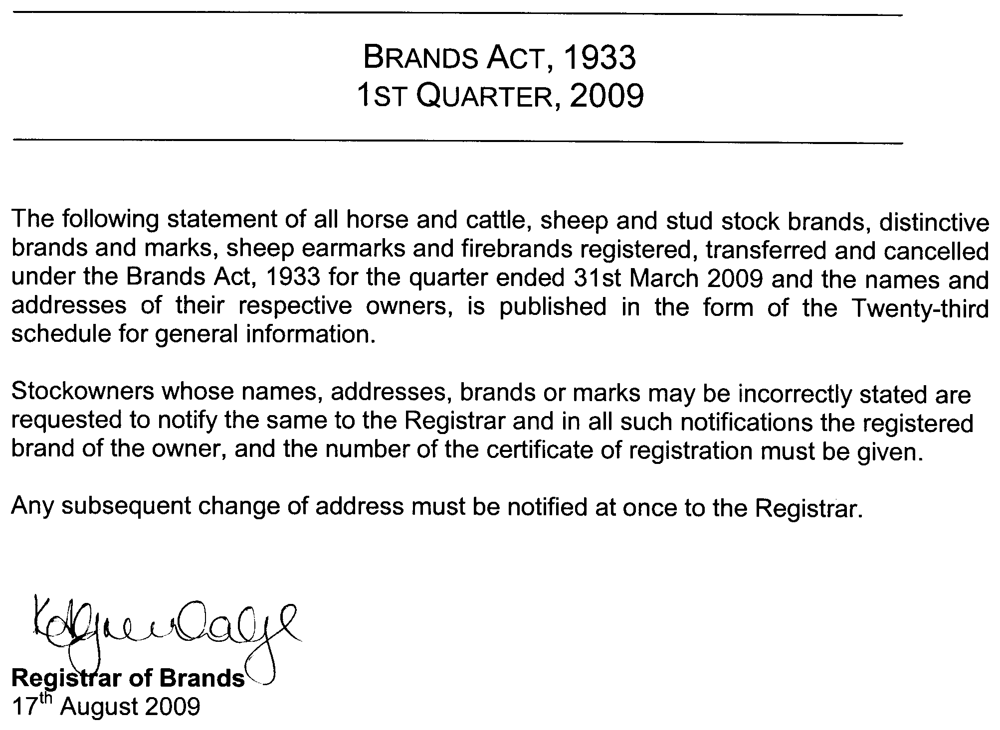 BRANDS ACT, 1933
1ST QUARTER, 2009
The following statement of all horse and cattle, sheep and stud stock brands, distinctive
brands and marks, sheep earmarks and firebrands registered, transferred and cancelled
under the Brands Act, 1933 for the quarter ended 31st March 2009 and the names and
addresses of their respective owners, is published in the form of the Twenty-third
schedule for general information.
Stockowners whose names, addresses, brands or marks may be incorrectly stated are
requested to notify the same to the Registrar and in all such notifications the registered
brand of the owner, and the number of the certificate of registration must be given.
Any subsequent change of address must be notified at once to the Registrar.
Registrar of Brands
17th August 2009